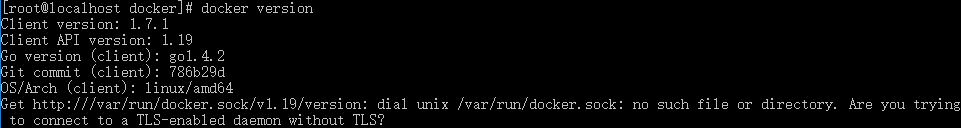 [root@localhost docker]# docker version
Client version: 1.7.1
Client API version: 1.19
Go version (client): go1.4.2
Git commit (client): 786b29d
OS/Arch (client): linux/amd64
Get http:///var/run/docker.sock/v1.19/version: dial unix /var/run/docker.sock: no such file or directory. Are you trying
 to connect to a TLS-enabled daemon without TLS?